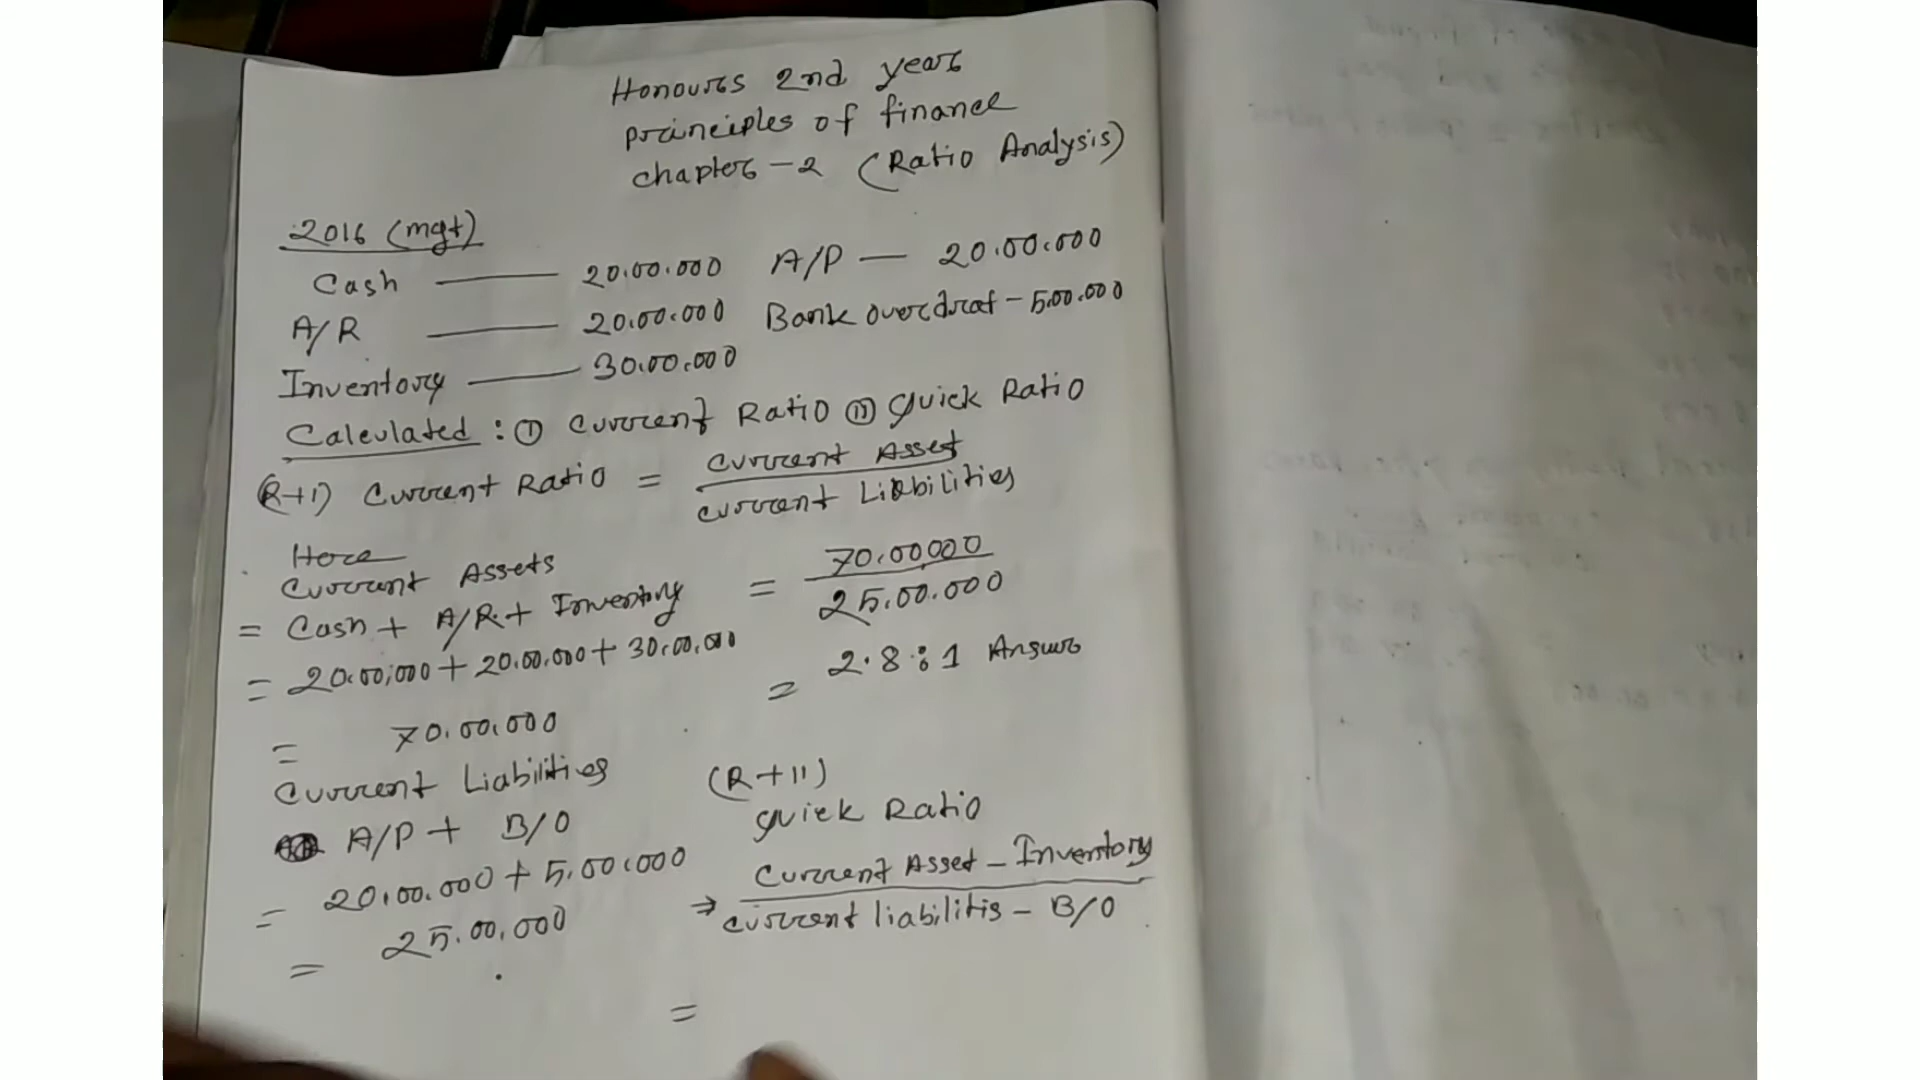 Honours 2nd year
principles of finance
chapter - 2 (Ratio Analysis)
2016 (mgt)
Cash — 20,00,000 A/P — 20,00,000
A/R — 20,00,000 Bank overdraf - 5,00,000
Inventory — 30,00,000
Calculated : (I) Current Ratio (II) Quick Ratio
(R+I) Current Ratio = Current Asset / Current Liabilities
Here
Current Assets
= Cash + A/R + Inventory
= 20,00,000 + 20,00,000 + 30,00,000
= 70,00,000
= 70,00000 / 25,00,000
= 2.8:1 Answer
Current Liabilities
A/P + B/O
= 20,00,000 + 5,00,000
= 25,00,000
(R+II)
Quick Ratio
⇒ Current Asset - Inventory / Current liabilitis - B/O
=